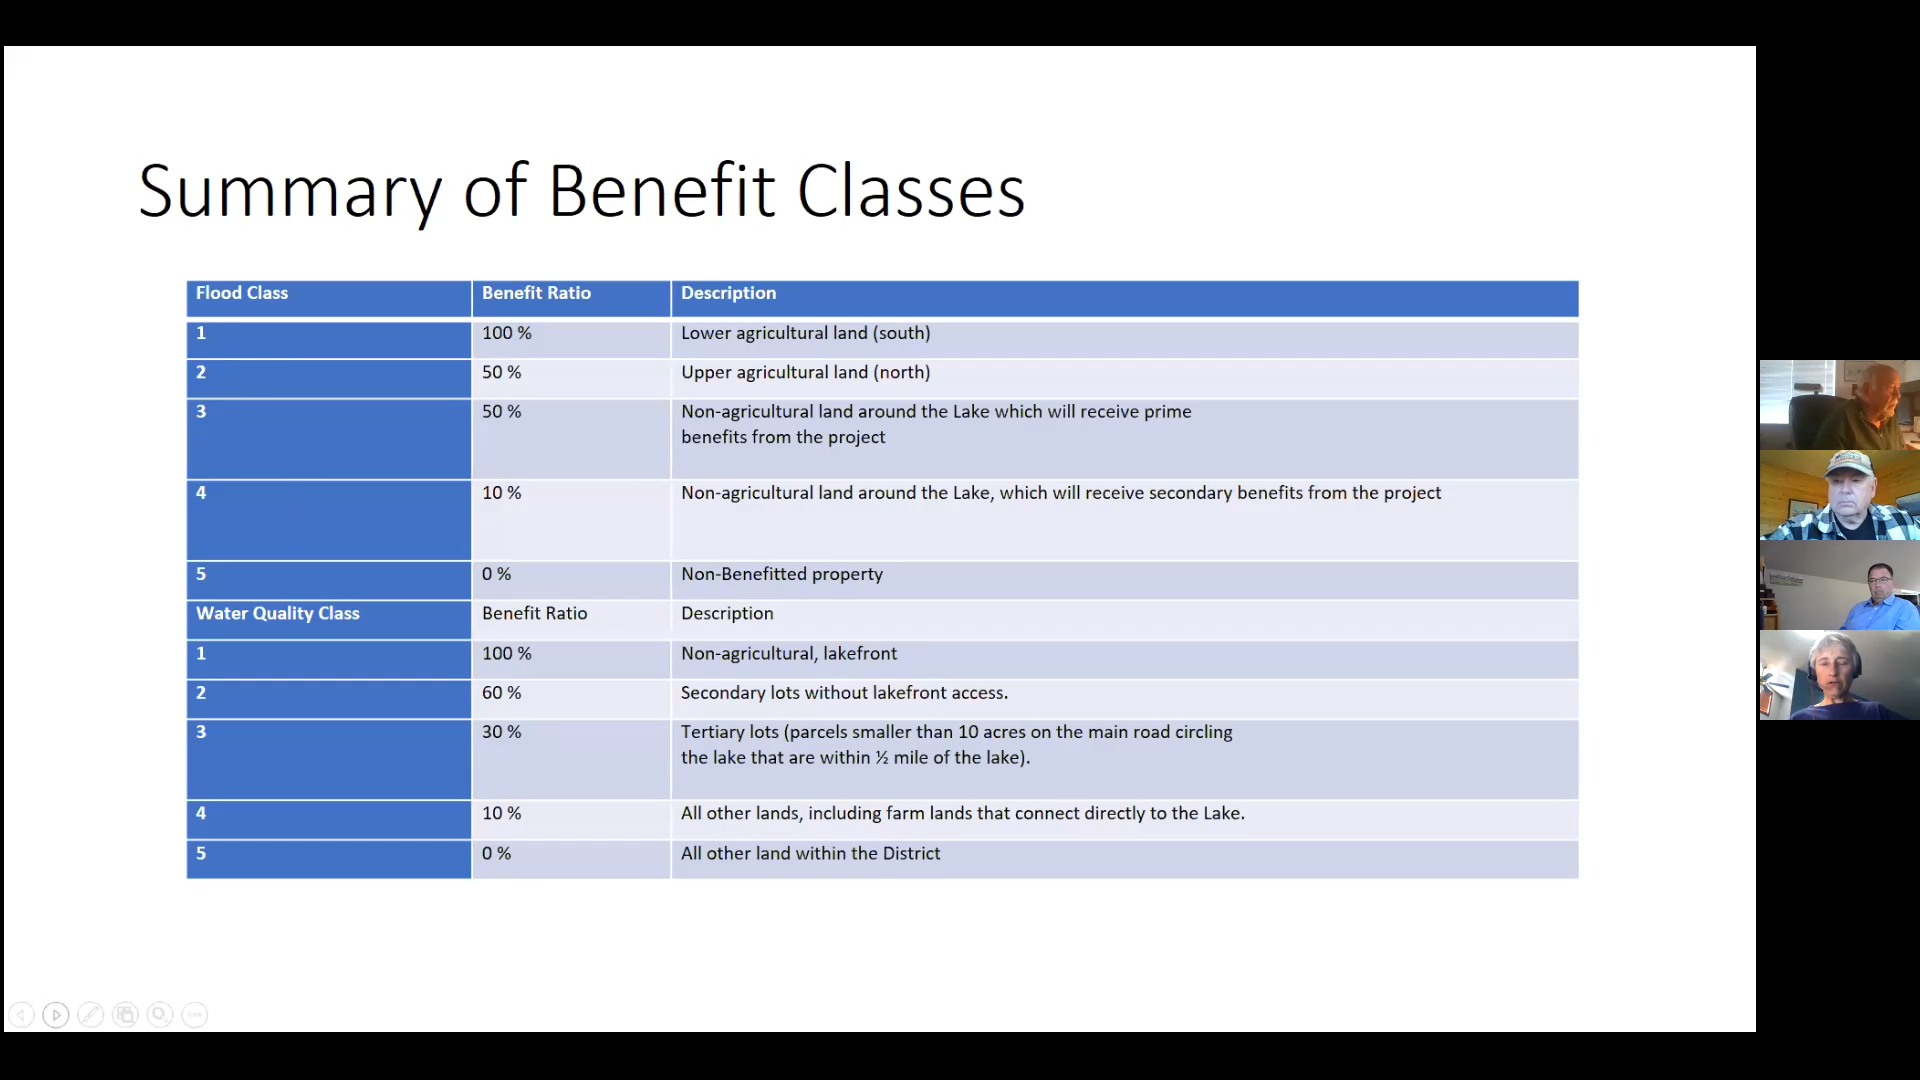 Summary of Benefit Classes
Flood Class Benefit Ratio Description
1 100 % Lower agricultural land (south)
2 50 % Upper agricultural land (north)
3 50 % Non-agricultural land around the Lake which will receive prime
benefits from the project
4 10 % Non-agricultural land around the Lake, which will receive secondary benefits from the project
5 0 % Non-Benefitted property
Water Quality Class Benefit Ratio Description
1 100 % Non-agricultural, lakefront
2 60 % Secondary lots without lakefront access.
3 30 % Tertiary lots (parcels smaller than 10 acres on the main road circling
the lake that are within ½ mile of the lake).
4 10 % All other lands, including farm lands that connect directly to the Lake.
5 0 % All other land within the District